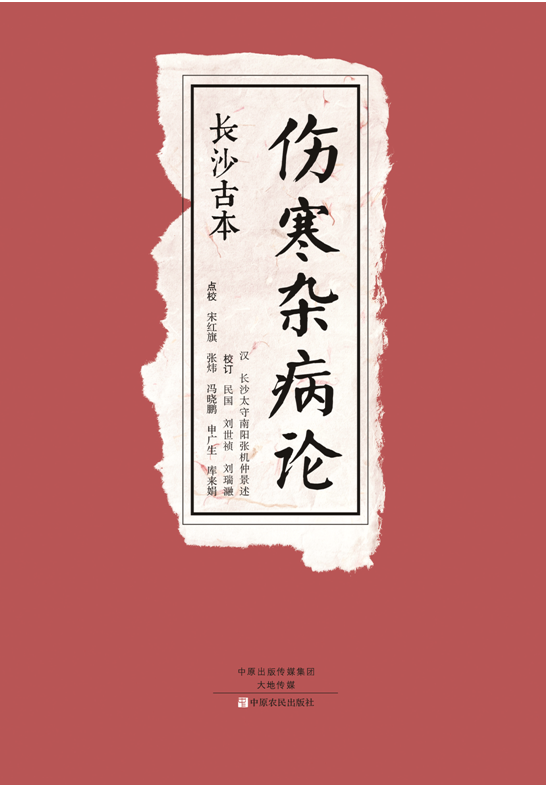 伤寒杂病论
长沙古本
汉 长沙太守南阳张机仲景述
校订 民国 刘世祯 刘瑞瀜
点校 宋红旗 张炜 冯晓鹏 申广生 库来娟
中原出版传媒集团
大地传媒
中原农民出版社